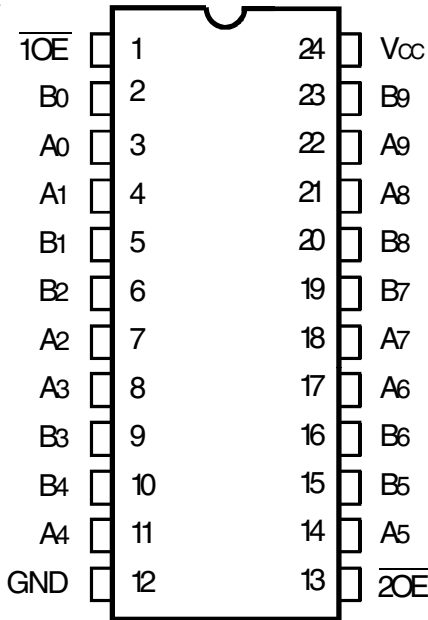 1OE 1 24 VCC
B0 2 23 B9
A0 3 22 A9
A1 4 21 A8
B1 5 20 B8
B2 6 19 B7
A2 7 18 A7
A3 8 17 A6
B3 9 16 B6
B4 10 15 B5
A4 11 14 A5
GND 12 13 2OE